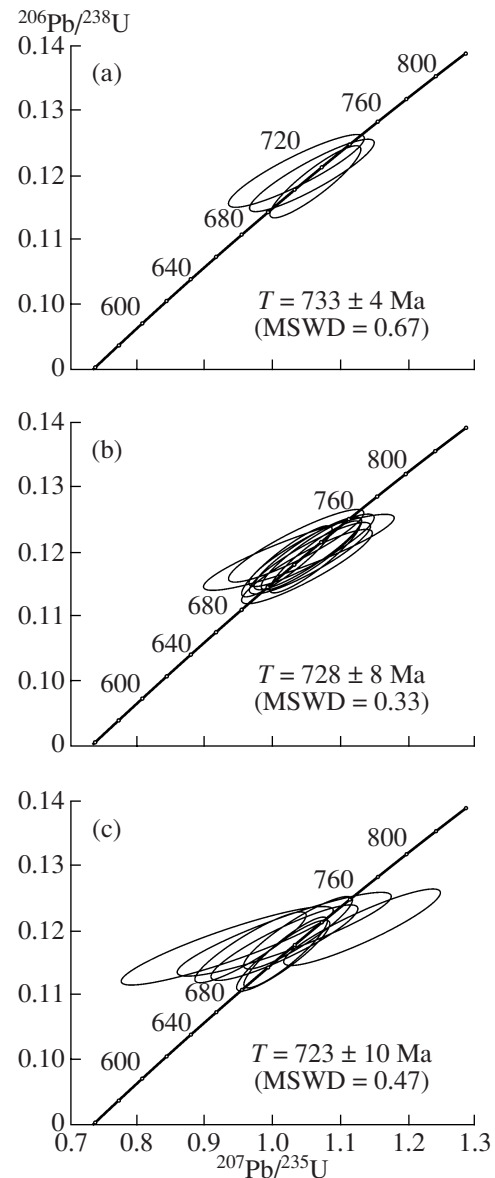 ²⁰⁶Pb/²³⁸U
0.14
(a)
800
0.13
760
720
0.12
680
0.11
640
0.10
600
T = 733 ± 4 Ma
(MSWD = 0.67)
0
0.14
(b)
800
0.13
760
0.12
680
0.11
640
0.10
600
T = 728 ± 8 Ma
(MSWD = 0.33)
0
0.14
(c)
800
0.13
760
0.12
680
0.11
640
0.10
600
T = 723 ± 10 Ma
(MSWD = 0.47)
0
0.7 0.8 0.9 1.0 1.1 1.2 1.3
²⁰⁷Pb/²³⁵U